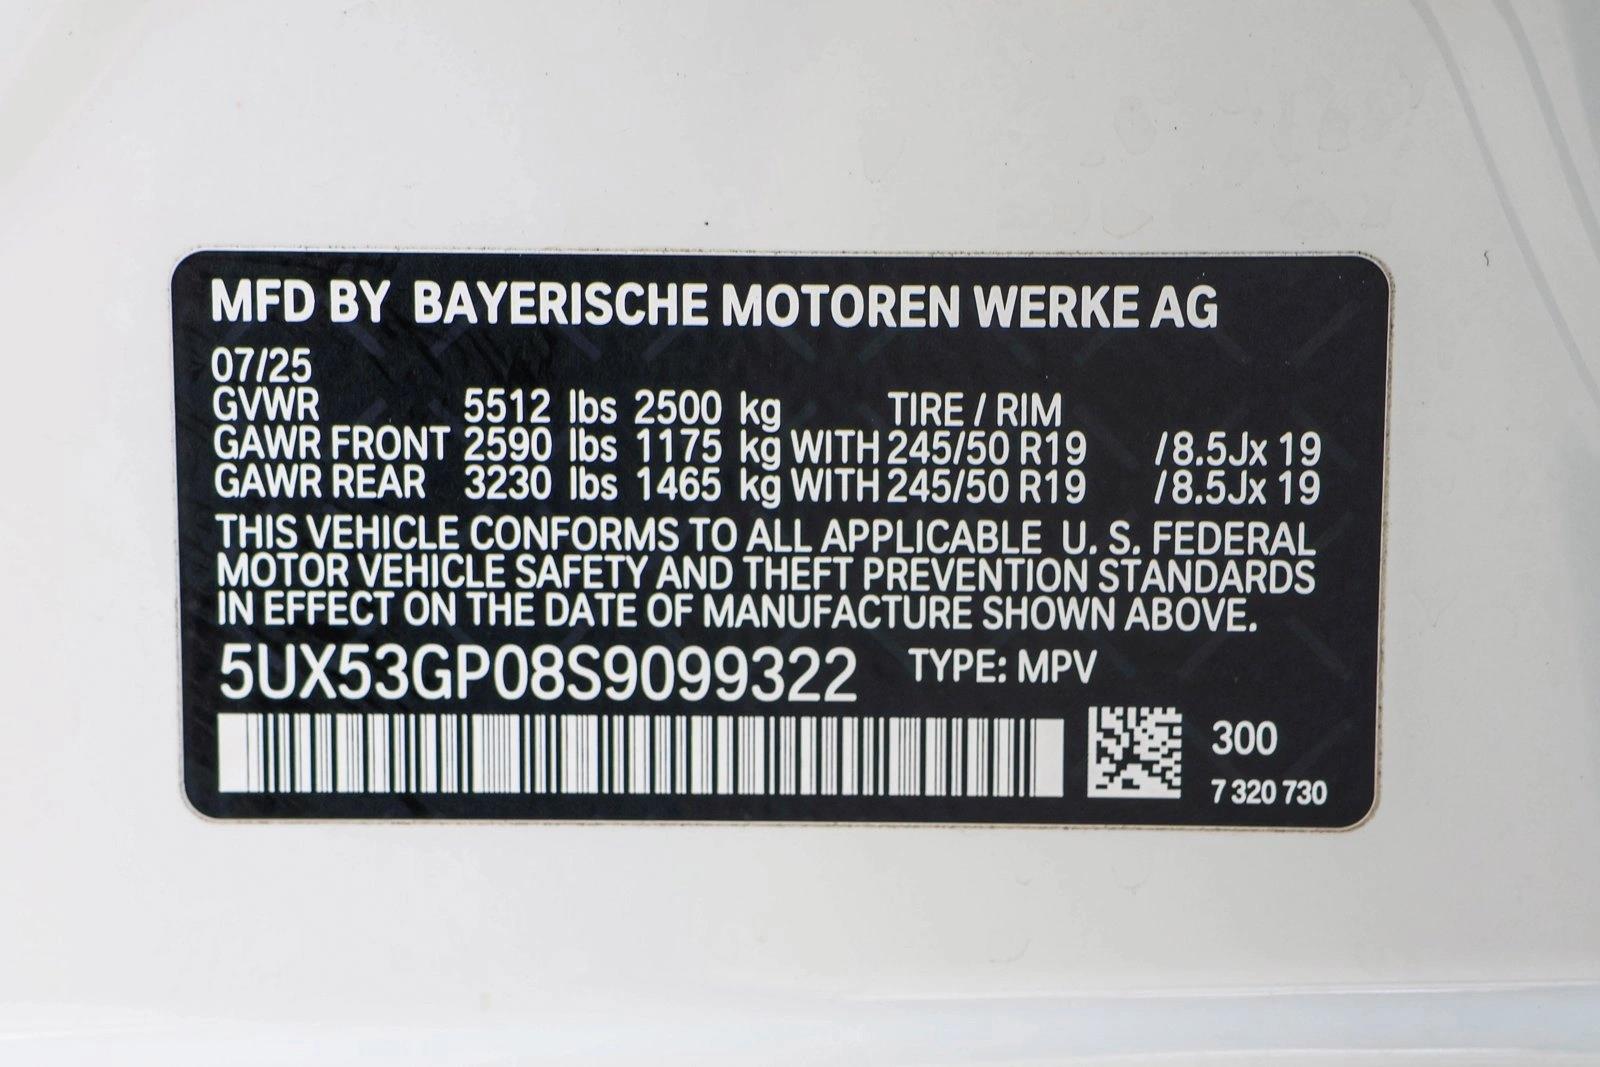 MFD BY BAYERISCHE MOTOREN WERKE AG
07/25
GVWR 5512 lbs 2500 kg TIRE / RIM
GAWR FRONT 2590 lbs 1175 kg WITH 245/50 R19 /8.5Jx 19
GAWR REAR 3230 lbs 1465 kg WITH 245/50 R19 /8.5Jx 19
THIS VEHICLE CONFORMS TO ALL APPLICABLE U. S. FEDERAL
MOTOR VEHICLE SAFETY AND THEFT PREVENTION STANDARDS
IN EFFECT ON THE DATE OF MANUFACTURE SHOWN ABOVE.
5UX53GP08S9099322 TYPE: MPV
300
7 320 730